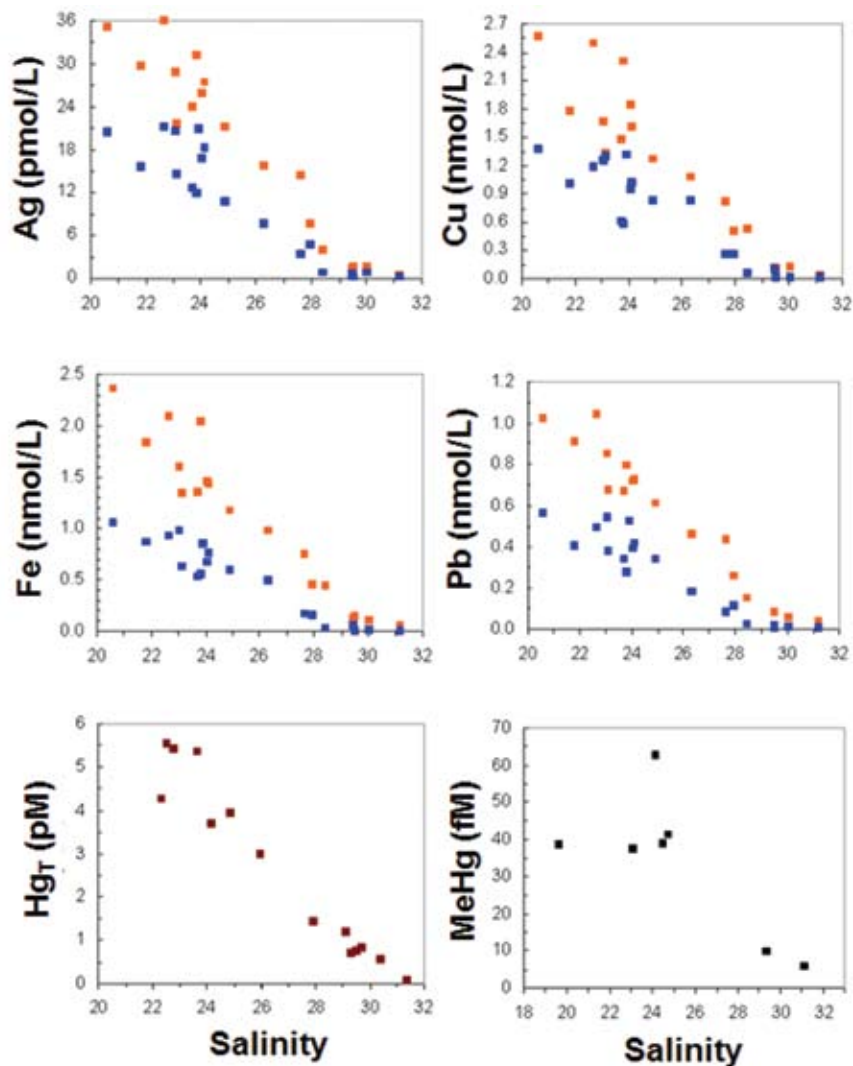 Ag (pmol/L)
36
30
24
18
12
6
0
20 22 24 26 28 30 32
Salinity
Cu (nmol/L)
2.7
2.4
2.1
1.8
1.5
1.2
0.9
0.6
0.3
0.0
20 22 24 26 28 30 32
Salinity
Fe (nmol/L)
2.5
2.0
1.5
1.0
0.5
0.0
20 22 24 26 28 30 32
Salinity
Pb (nmol/L)
1.2
1.0
0.8
0.6
0.4
0.2
0.0
20 22 24 26 28 30 32
Salinity
HgT (pM)
6
5
4
3
2
1
0
20 22 24 26 28 30 32
Salinity
MeHg (fM)
70
60
50
40
30
20
10
0
18 20 22 24 26 28 30 32
Salinity